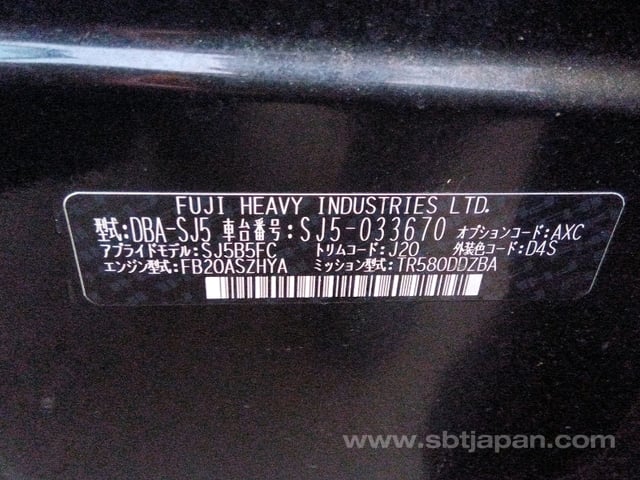 FUJI HEAVY INDUSTRIES LTD.
型式:DBA-SJ5 車台番号:SJ5-033670 オプションコード:AXC
アプライドモデル:SJ5B5FC トリムコード:J20 外装色コード:D4S
エンジン型式:FB20ASZHYA ミッション型式:TR580DDZBA
www.sbtjapan.com